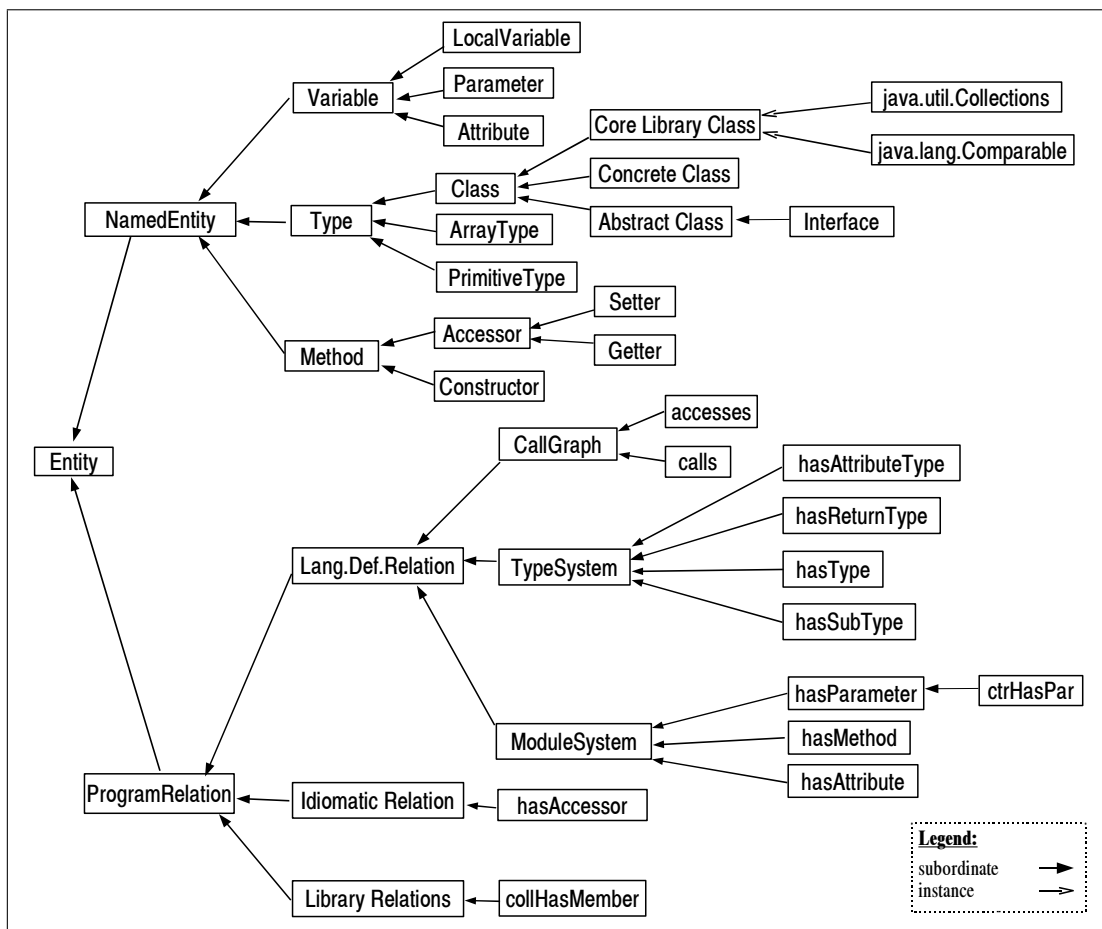 LocalVariable
Variable
Parameter
Attribute
Core Library Class
java.util.Collections
java.lang.Comparable
Concrete Class
Class
Abstract Class
Interface
NamedEntity
Type
ArrayType
PrimitiveType
Setter
Accessor
Getter
Method
Constructor
accesses
CallGraph
calls
Entity
hasAttributeType
hasReturnType
Lang.Def.Relation
TypeSystem
hasType
hasSubType
hasParameter
ctrHasPar
ModuleSystem
hasMethod
hasAttribute
ProgramRelation
Idiomatic Relation
hasAccessor
Library Relations
collHasMember
Legend:
subordinate
instance